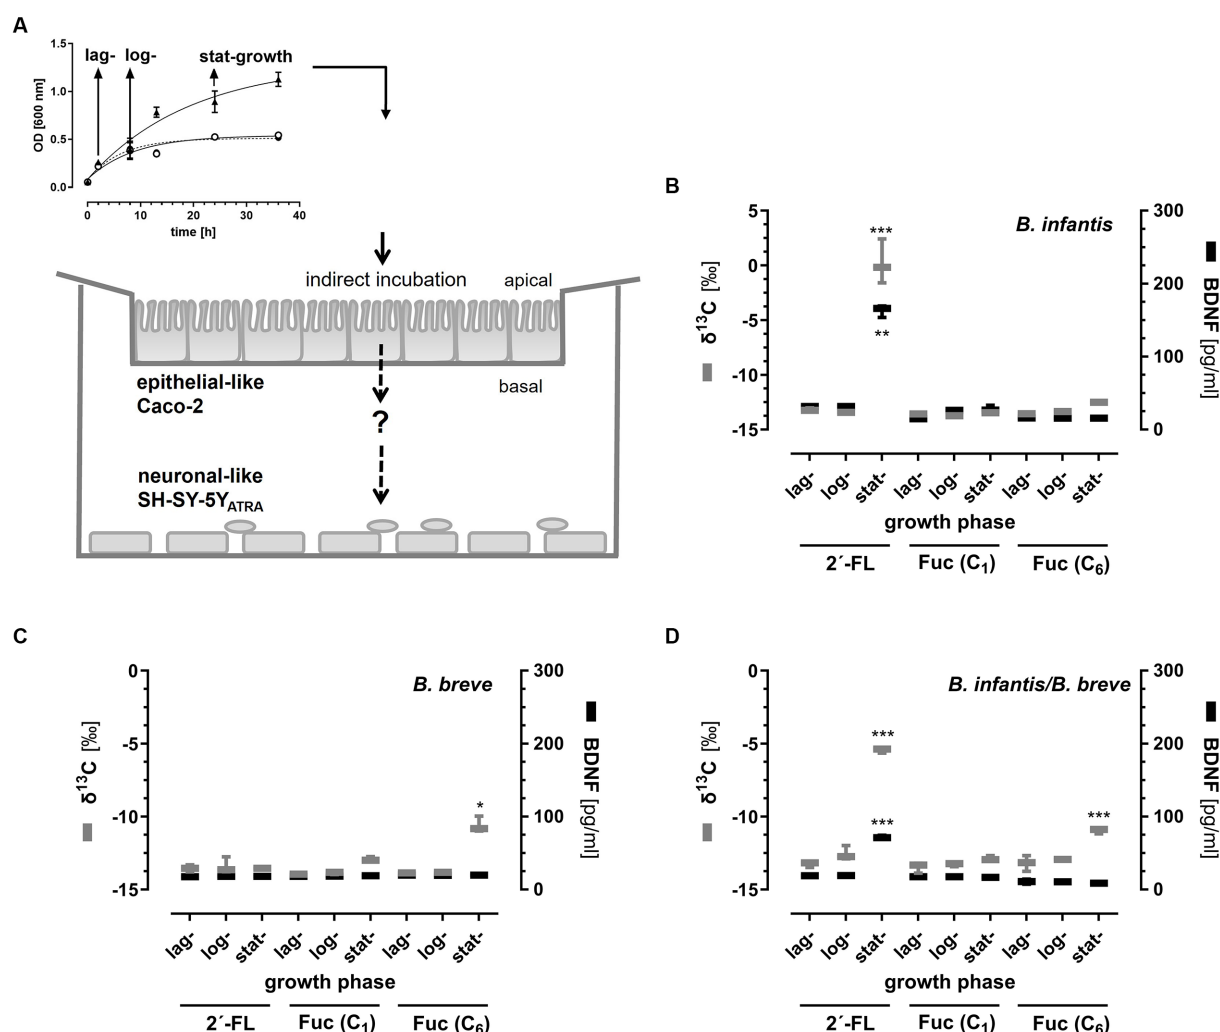 A
1.5
1.0
0.5
0.0
OD [600 nm]
lag-
log-
stat-growth
0
10
20
30
40
time [h]
indirect incubation
apical
epithelial-like
Caco-2
basal
?
neuronal-like
SH-SY-5Y_ATRA
B
B. infantis
5
0
-5
-10
-15
δ¹³C [‰]
***
**
300
200
100
0
BDNF [pg/ml]
lag- log- stat- lag- log- stat- lag- log- stat-
growth phase
2´-FL Fuc (C₁) Fuc (C₆)
C
B. breve
0
-5
-10
-15
δ¹³C [‰]
*
300
200
100
0
BDNF [pg/ml]
lag- log- stat- lag- log- stat- lag- log- stat-
growth phase
2´-FL Fuc (C₁) Fuc (C₆)
D
B. infantis/B. breve
0
-5
-10
-15
δ¹³C [‰]
***
***
***
300
200
100
0
BDNF [pg/ml]
lag- log- stat- lag- log- stat- lag- log- stat-
growth phase
2´-FL Fuc (C₁) Fuc (C₆)